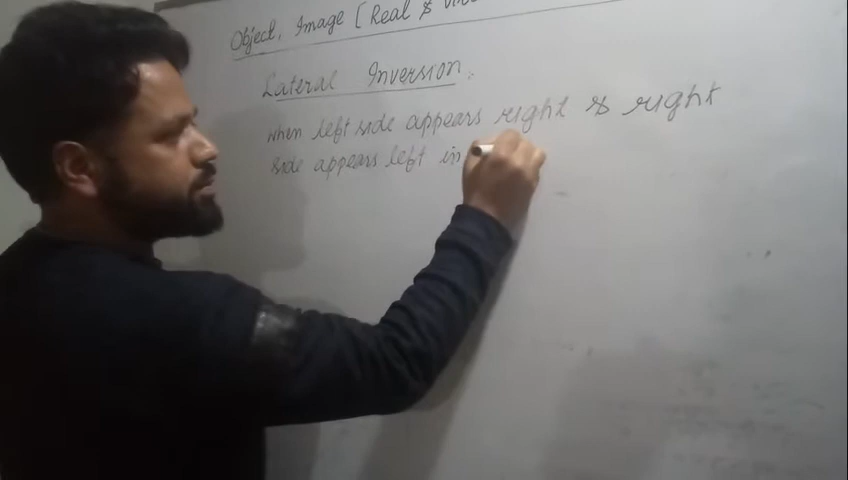 Object, Image [Real &
Lateral Inversion.
when left side appears right & right
side appears left in